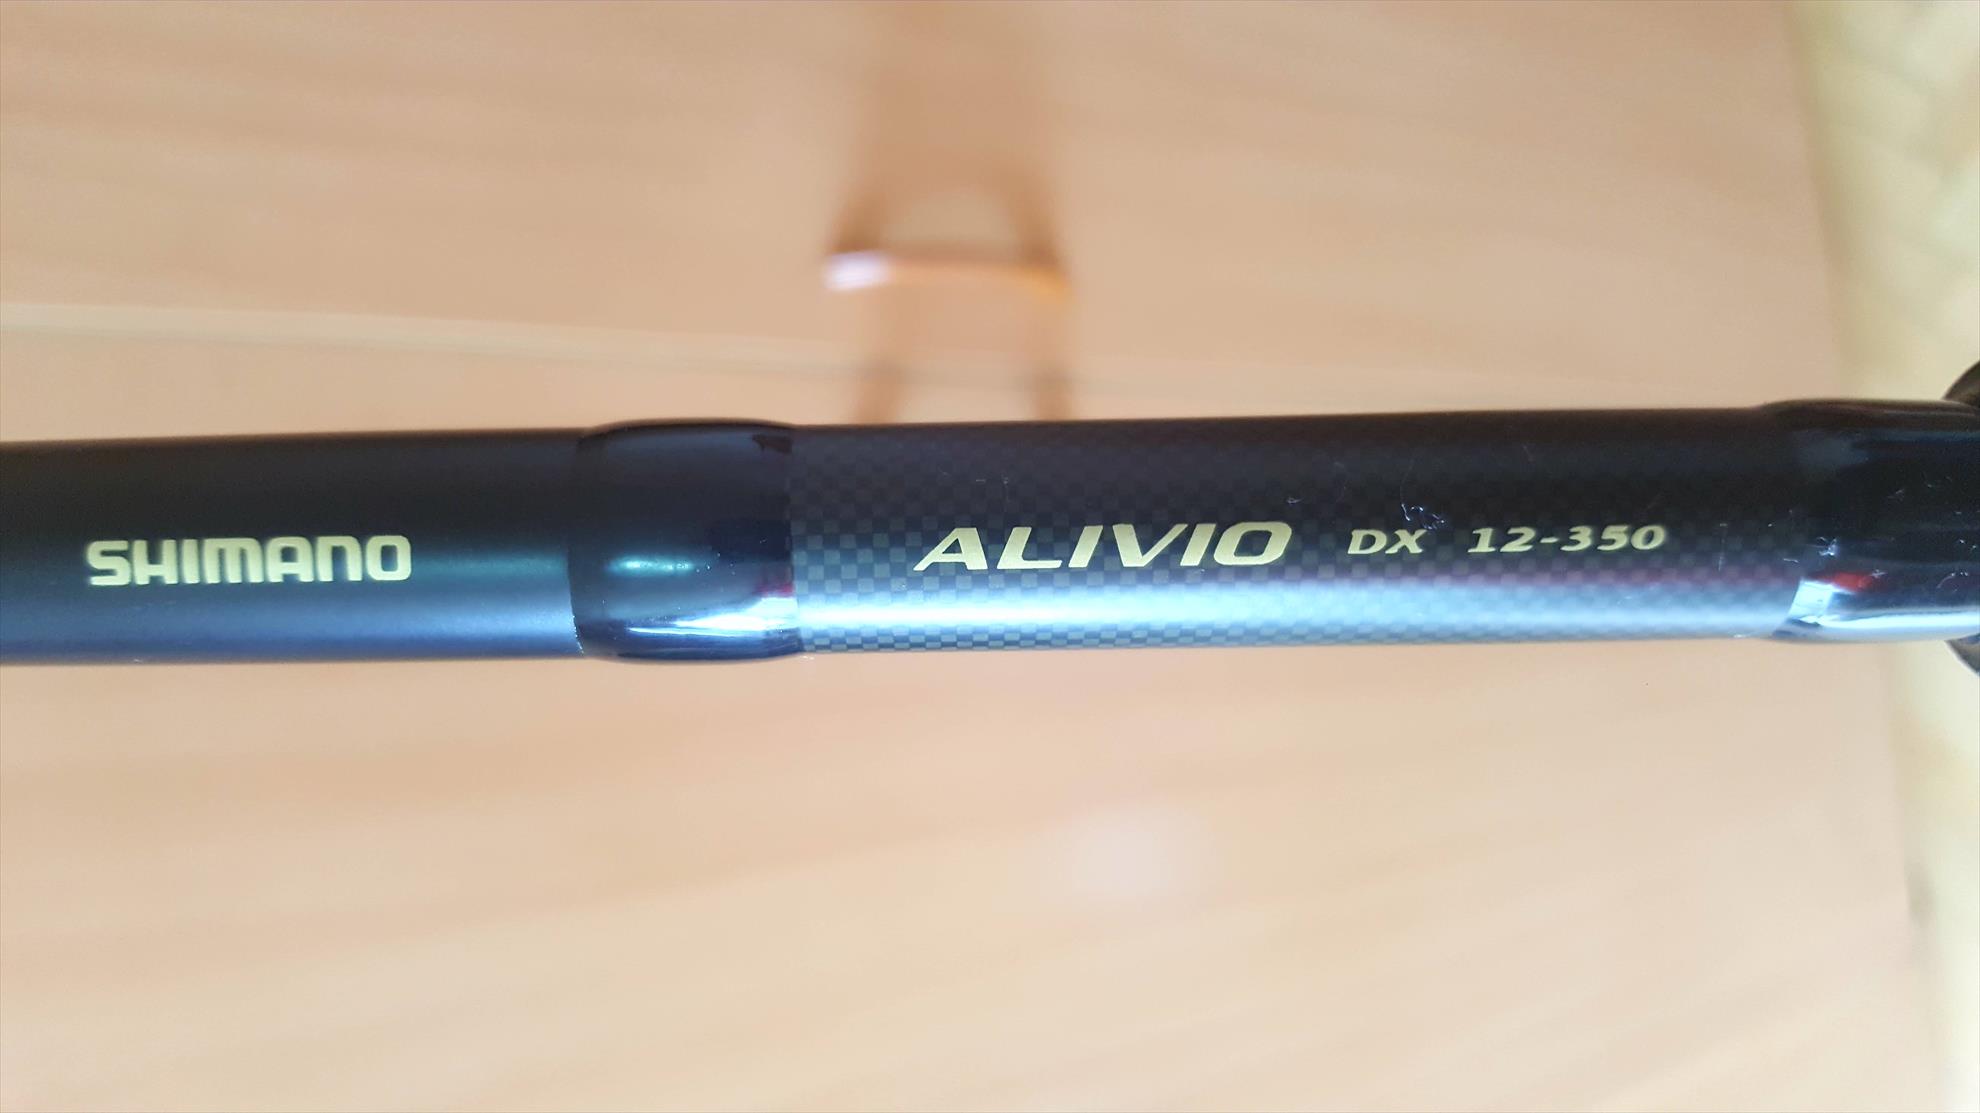 SHIMANO ALIVIO DX 12-350